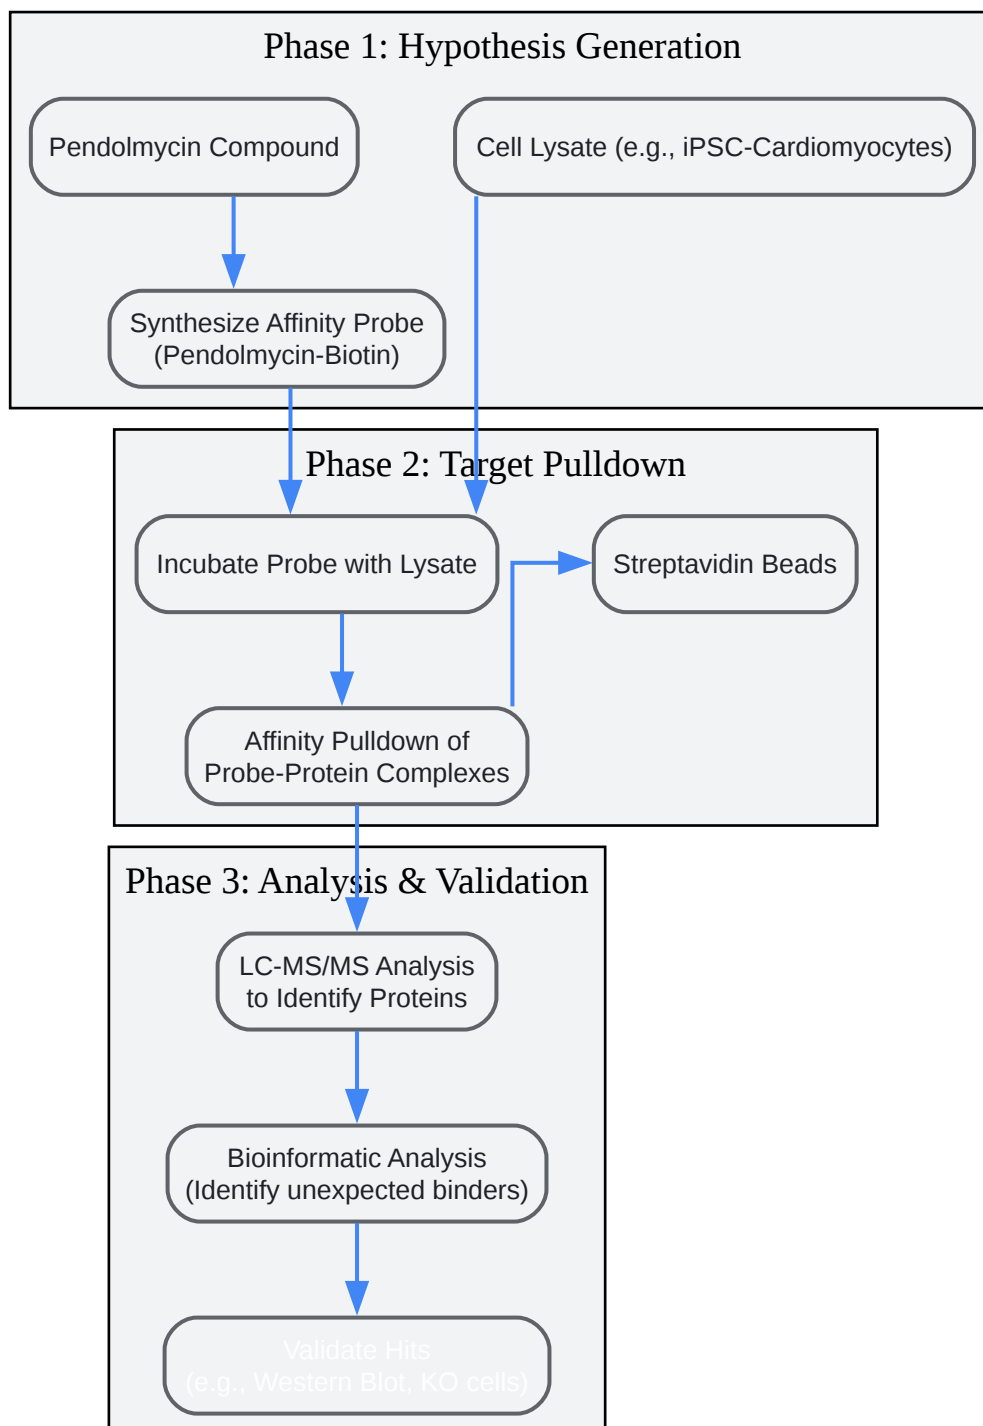 Phase 1: Hypothesis Generation
Pendolmycin Compound
Cell Lysate (e.g., iPSC-Cardiomyocytes)
Synthesize Affinity Probe
(Pendolmycin-Biotin)
Phase 2: Target Pulldown
Incubate Probe with Lysate
Streptavidin Beads
Affinity Pulldown of
Probe-Protein Complexes
Phase 3: Analysis & Validation
LC-MS/MS Analysis
to Identify Proteins
Bioinformatic Analysis
(Identify unexpected binders)
Validate Hits
(e.g., Western Blot, KO cells)